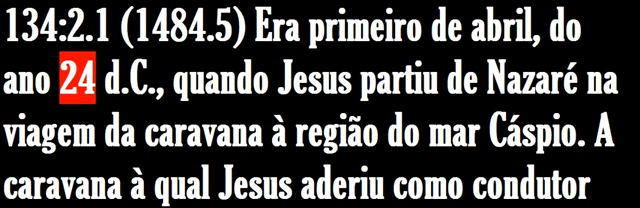 134:2.1 (1484.5) Era primeiro de abril, do
ano 24 d.C., quando Jesus partiu de Nazaré na
viagem da caravana à região do mar Cáspio. A
caravana à qual Jesus aderiu como condutor